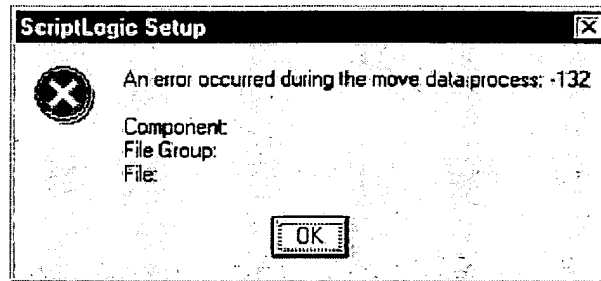 ScriptLogic Setup
An error occurred during the move data process: -132
Component:
File Group:
File:
OK